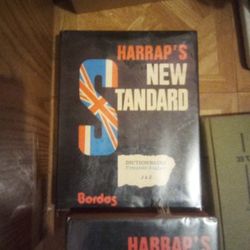 HARRAP'S
NEW
STANDARD
DICTIONNAIRE
J à Z
Bordas
HARRAP'S